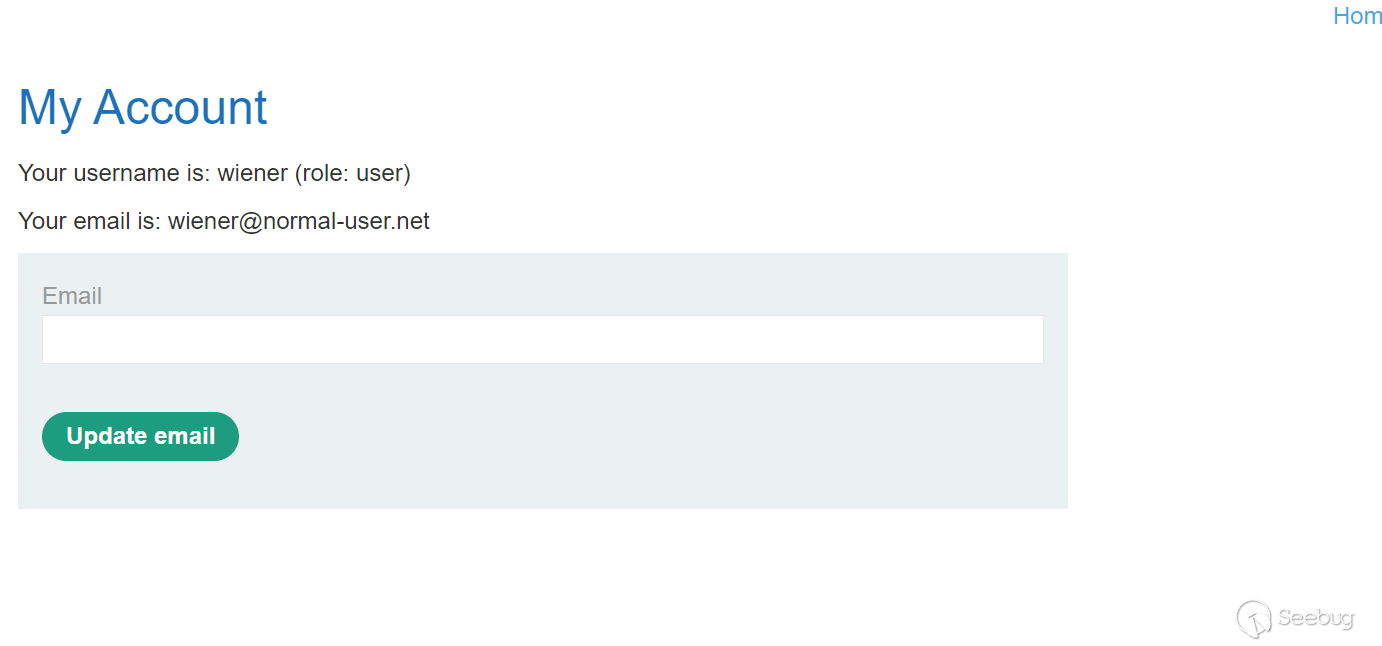 Hom
My Account
Your username is: wiener (role: user)
Your email is: wiener@normal-user.net
Email
Update email
Seebug